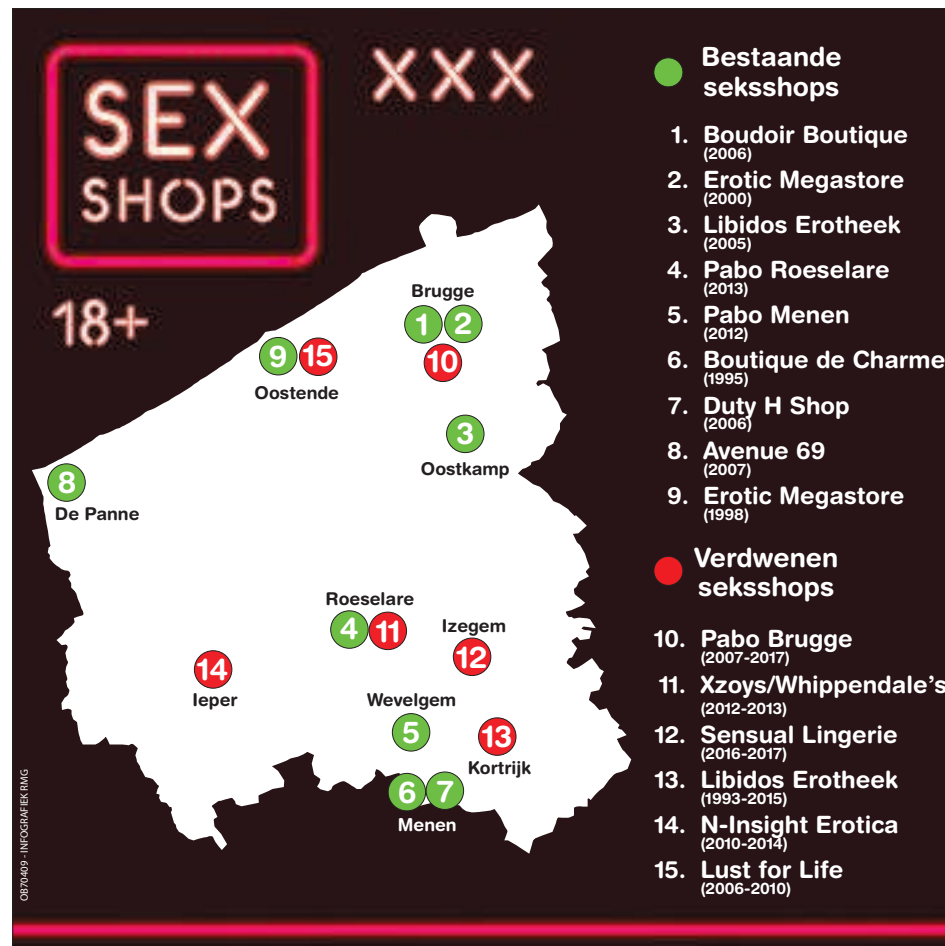 SEX
SHOPS
XXX
18+
Brugge
1
2
10
9
15
Oostende
3
Oostkamp
8
De Panne
Roeselare
4
11
Izegem
12
14
Ieper
Wevelgem
5
13
Kortrijk
6
7
Menen
OB70409 - INFOGRAFIEK RMG
Bestaande
seksshops
1. Boudoir Boutique
(2006)
2. Erotic Megastore
(2000)
3. Libidos Erotheek
(2005)
4. Pabo Roeselare
(2013)
5. Pabo Menen
(2012)
6. Boutique de Charme
(1995)
7. Duty H Shop
(2006)
8. Avenue 69
(2007)
9. Erotic Megastore
(1998)
Verdwenen
seksshops
10. Pabo Brugge
(2007-2017)
11. Xzoys/Whippendale's
(2012-2013)
12. Sensual Lingerie
(2016-2017)
13. Libidos Erotheek
(1993-2015)
14. N-Insight Erotica
(2010-2014)
15. Lust for Life
(2006-2010)